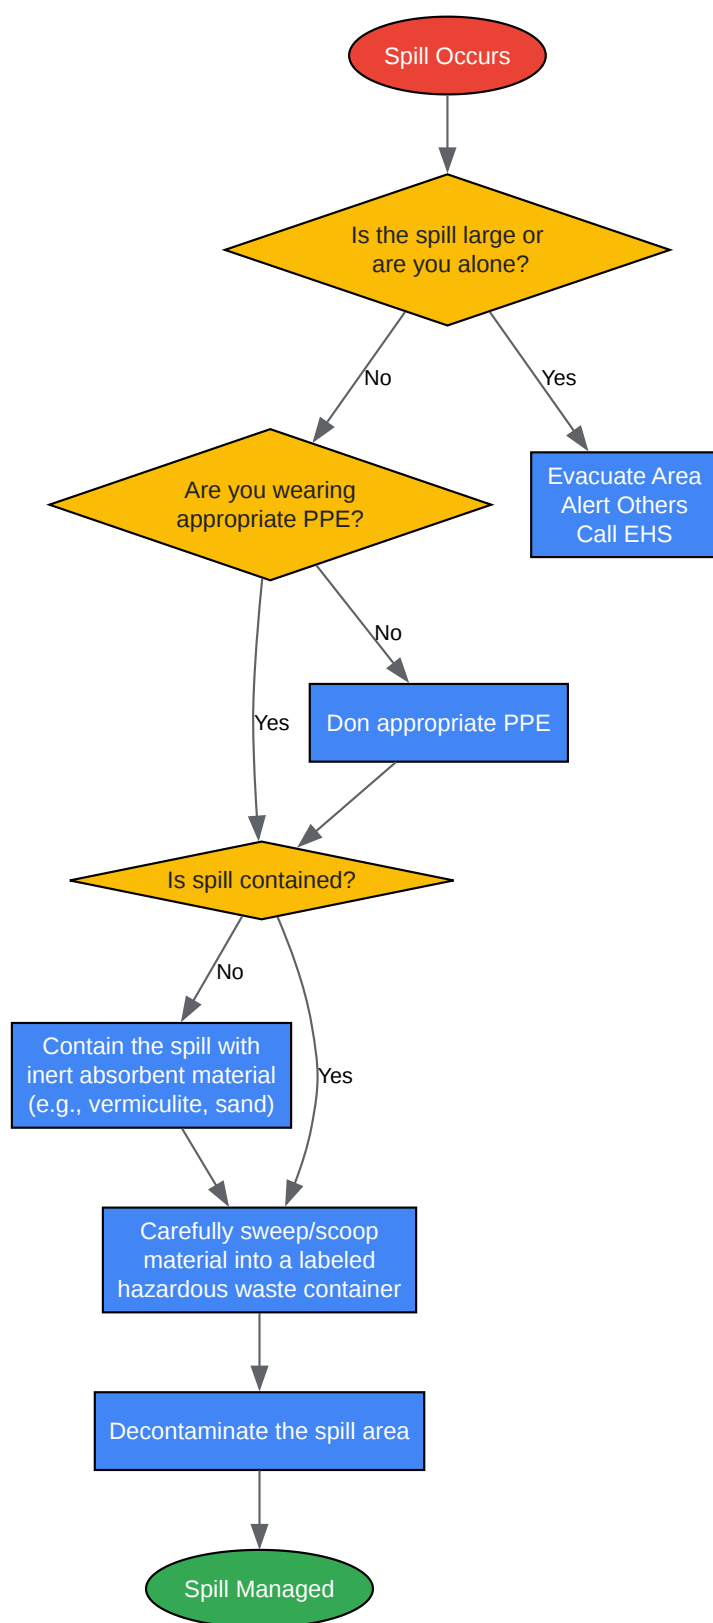 Spill Occurs
Is the spill large or
are you alone?
No
Yes
Are you wearing
appropriate PPE?
Evacuate Area
Alert Others
Call EHS
No
Yes
Don appropriate PPE
Is spill contained?
No
Contain the spill with
inert absorbent material
(e.g., vermiculite, sand)
Yes
Carefully sweep/scoop
material into a labeled
hazardous waste container
Decontaminate the spill area
Spill Managed